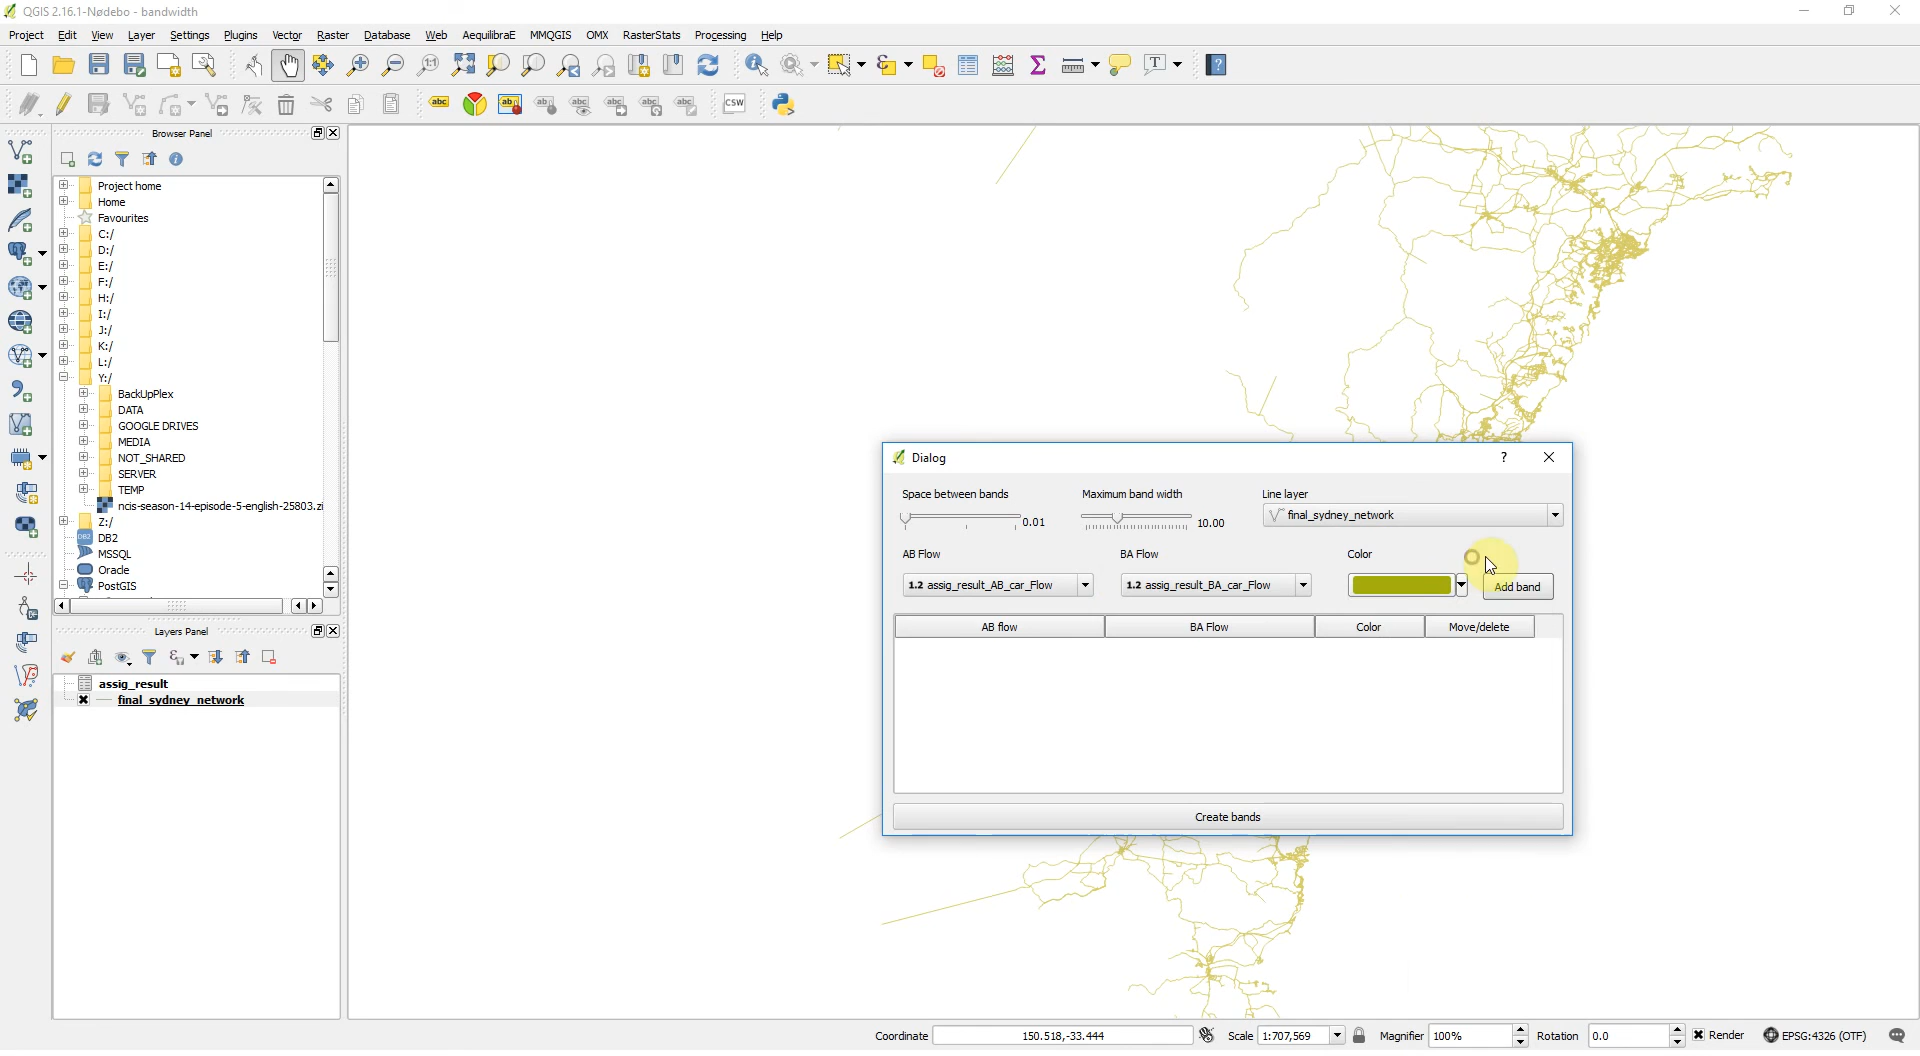 QGIS 2.16.1-Nødebo - bandwidth
Project Edit View Layer Settings Plugins Vector Raster Database Web AequilibraE MMQGIS OMX RasterStats Processing Help
CSW
Browser Panel
Project home
Home
Favourites
C:/
D:/
E:/
F:/
H:/
I:/
J:/
K:/
L:/
Y:/
BackUpPlex
DATA
GOOGLE DRIVES
MEDIA
NOT_SHARED
SERVER
TEMP
ncis-season-14-episode-5-english-25803.zi
Z:/
DB2
MSSQL
Oracle
PostGIS
Layers Panel
assig_result
final_sydney_network
Dialog
Space between bands Maximum band width Line layer
0.01 10.00 final_sydney_network
AB Flow BA Flow Color
1.2 assig_result_AB_car_Flow 1.2 assig_result_BA_car_Flow Add band
AB flow BA Flow Color Move/delete
Create bands
Coordinate 150.518,-33.444 Scale 1:707,569 Magnifier 100% Rotation 0.0 Render EPSG:4326 (OTF)